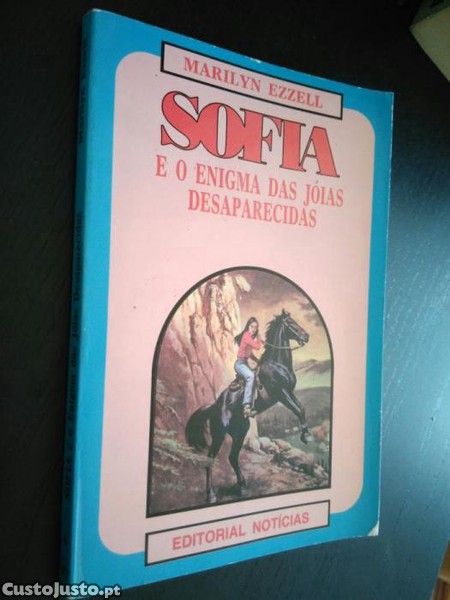 MARILYN EZZELL
SOFIA
E O ENIGMA DAS JÓIAS
DESAPARECIDAS
EDITORIAL NOTÍCIAS
CustoJusto.pt